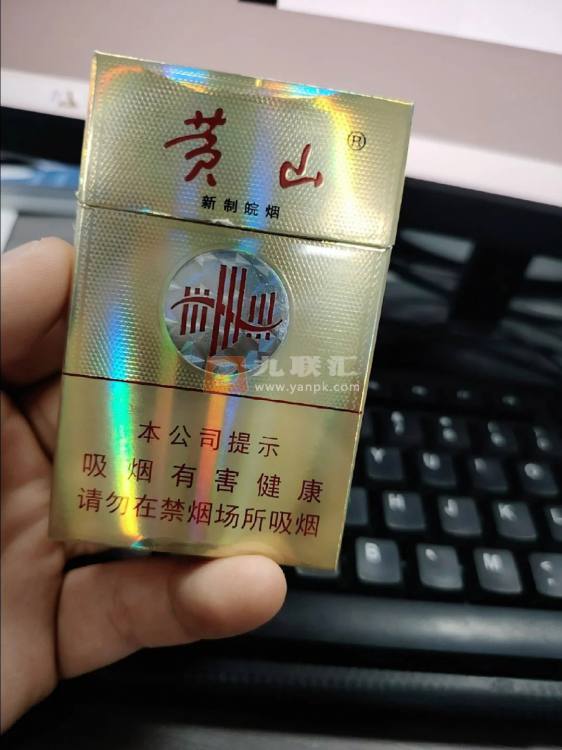 黄山®
新制皖烟
九联汇
www.yanpk.com
本公司提示
吸烟有害健康
请勿在禁烟场所吸烟
H
J
B
N
M